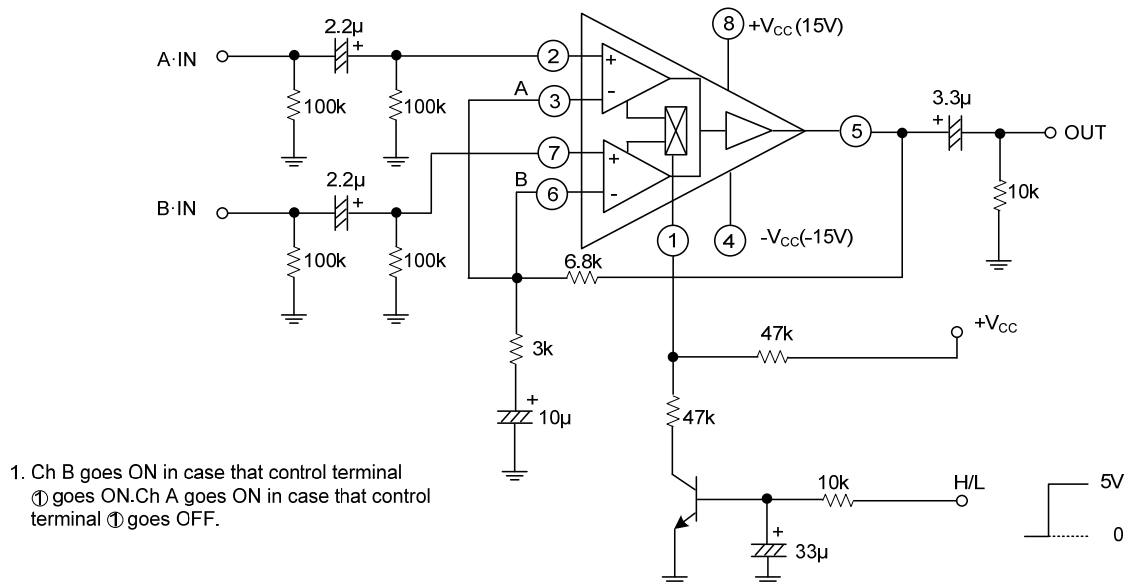 2.2μ
+
8
+VCC (15V)
A·IN
2
+
A
3
-
100k
100k
3.3μ
+
5
OUT
7
+
B
6
-
2.2μ
+
10k
B·IN
1
4
-VCC(-15V)
6.8k
100k
100k
+VCC
47k
3k
+
10μ
47k
1. Ch B goes ON in case that control terminal
① goes ON.Ch A goes ON in case that control
terminal ① goes OFF.
10k
H/L
5V
+
33μ
0